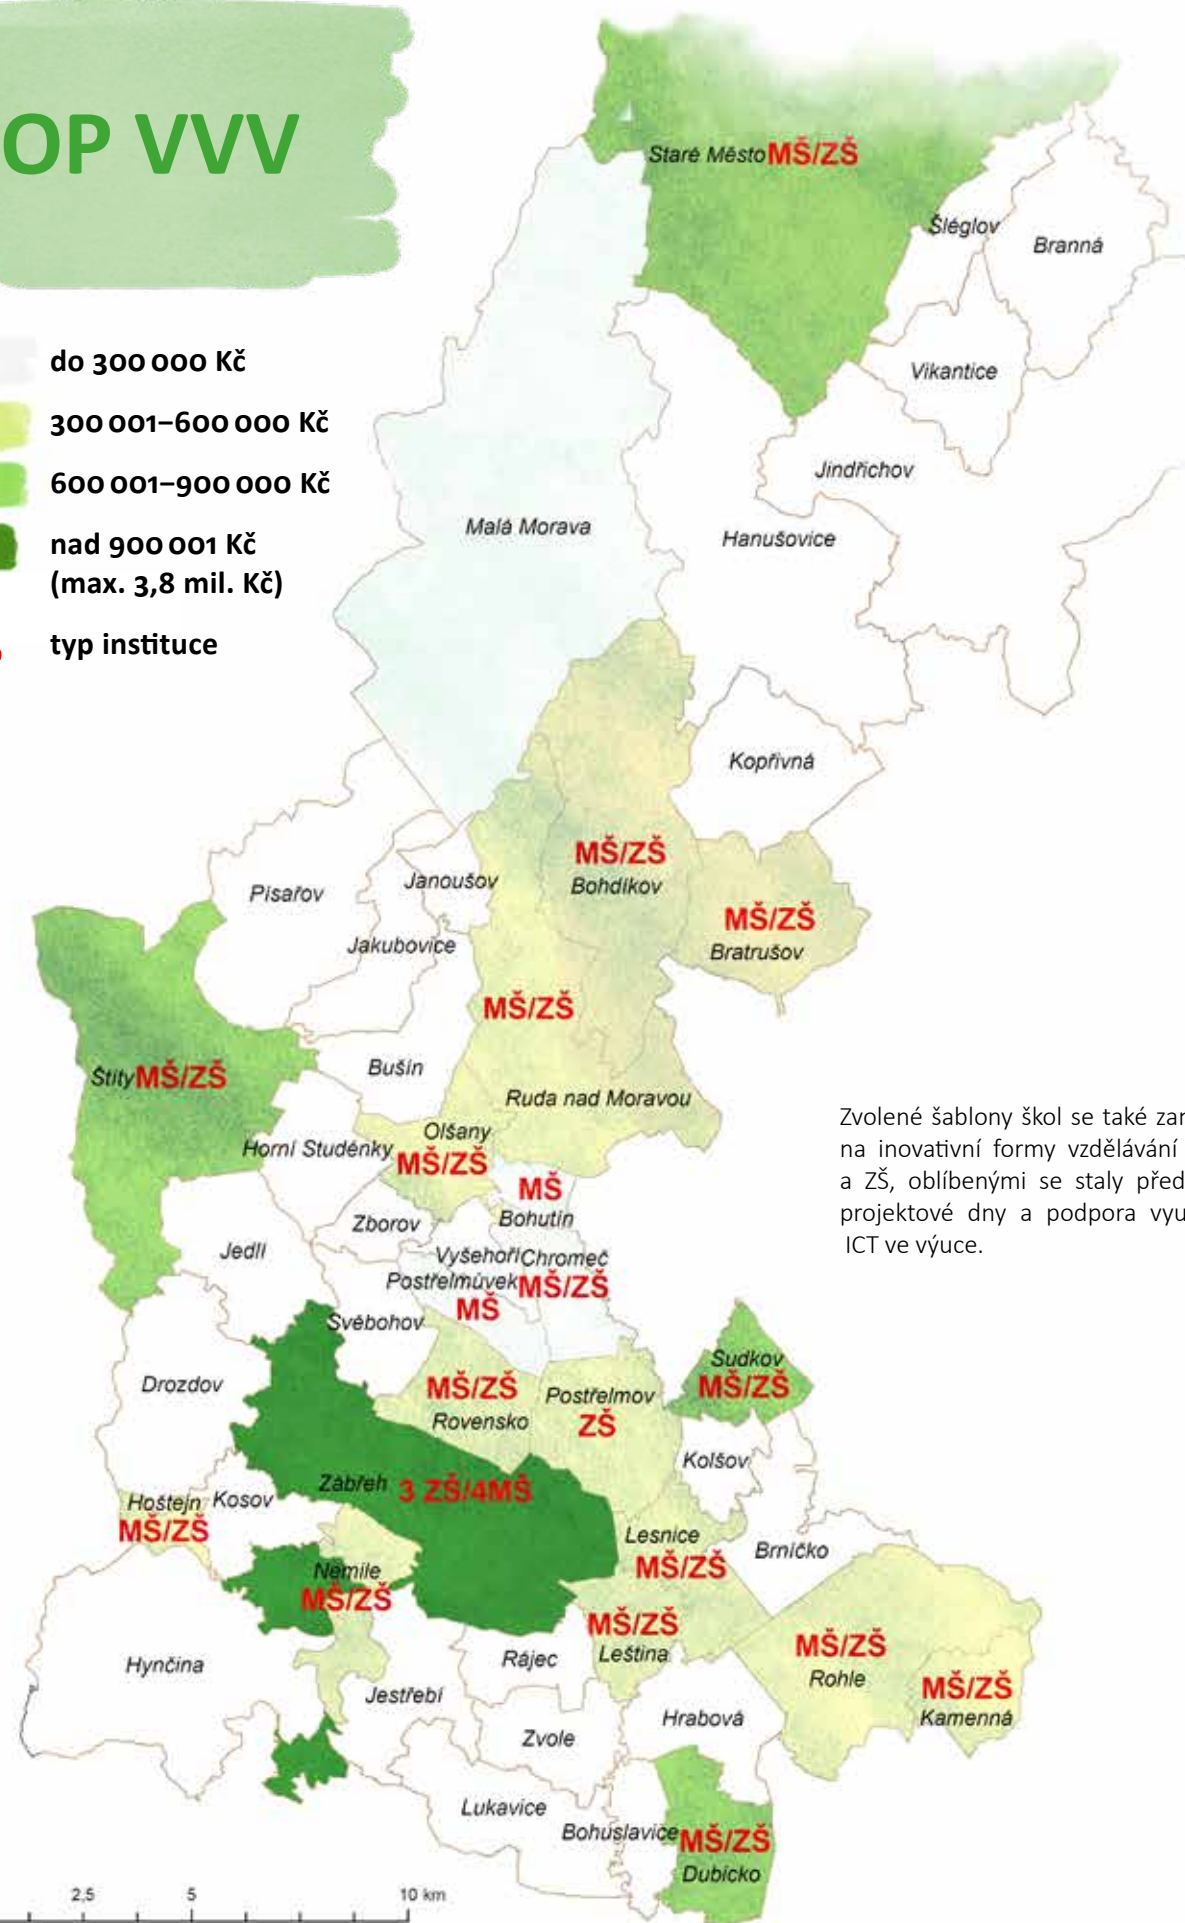 OP VVV
do 300 000 Kč
300 001–600 000 Kč
600 001–900 000 Kč
nad 900 001 Kč
(max. 3,8 mil. Kč)
typ instituce
Staré Město MŠ/ZŠ
Šléglov
Branná
Vikantice
Jindřichov
Malá Morava
Hanušovice
Kopřivná
MŠ/ZŠ
Bohdíkov
Janoušov
Písařov
MŠ/ZŠ
Bratrušov
Jakubovice
MŠ/ZŠ
Bušín
Štíty MŠ/ZŠ
Ruda nad Moravou
Olšany
Horní Studénky
MŠ/ZŠ
MŠ
Bohutín
Zborov
Jedlí
Vyšehoří
Chromeč
Postřelmůvek
MŠ/ZŠ
MŠ
Svébohov
Zvolené šablony škol se také zam
na inovativní formy vzdělávání
a ZŠ, oblíbenými se staly před
projektové dny a podpora vyu
ICT ve výuce.
Sudkov
MŠ/ZŠ
Drozdov
MŠ/ZŠ
Rovensko
Postřelmov
ZŠ
Kolšov
Zábřeh 3 ZŠ/4MŠ
Hoštejn
Kosov
MŠ/ZŠ
Lesnice
MŠ/ZŠ
Brníčko
Nemile
MŠ/ZŠ
MŠ/ZŠ
Leština
Rájec
Hynčina
MŠ/ZŠ
Rohle
MŠ/ZŠ
Kamenná
Jestřebí
Hrabová
Zvole
Lukavice
Bohuslavice
MŠ/ZŠ
Dubicko
2,5 5 10 km